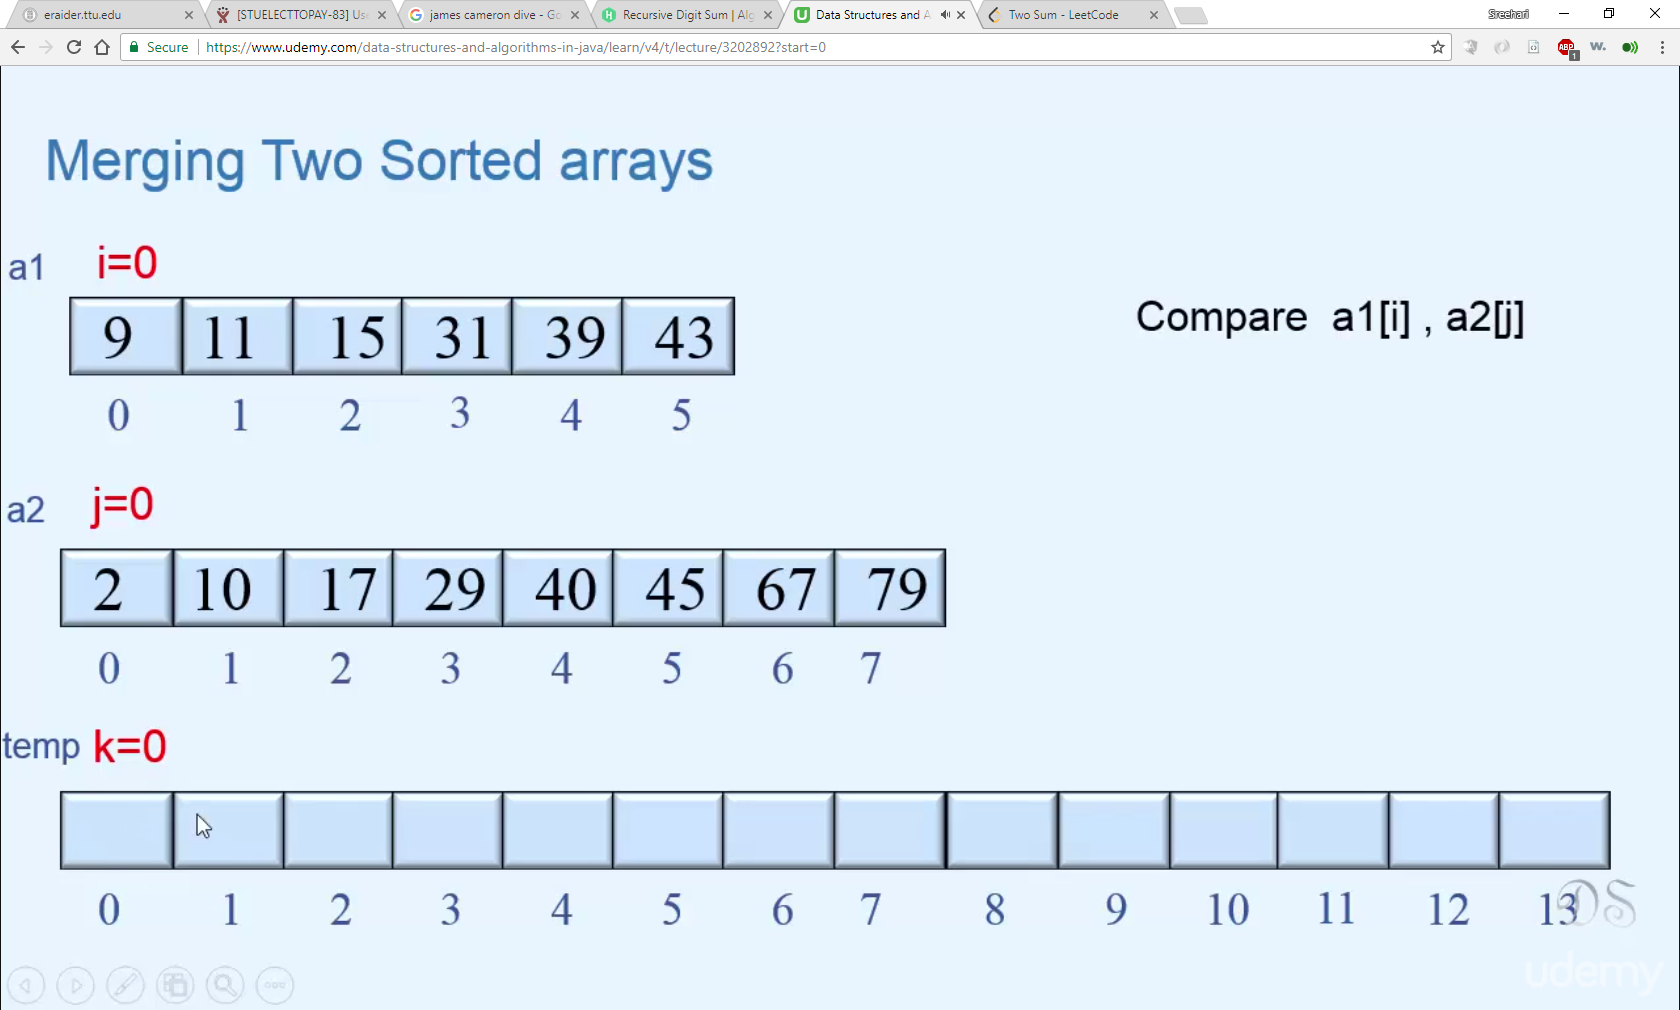 eraider.ttu.edu
[STUELECTTOPAY-83] Us
james cameron dive - Go
Recursive Digit Sum | Alg
Data Structures and A
Two Sum - LeetCode
Sreehari
Secure
https://www.udemy.com/data-structures-and-algorithms-in-java/learn/v4/t/lecture/3202892?start=0
ABP
1
w.
Merging Two Sorted arrays
a1 i=0
Compare a1[i] , a2[j]
9 11 15 31 39 43
0 1 2 3 4 5
a2 j=0
2 10 17 29 40 45 67 79
0 1 2 3 4 5 6 7
temp k=0
0 1 2 3 4 5 6 7 8 9 10 11 12 13
DS
udemy